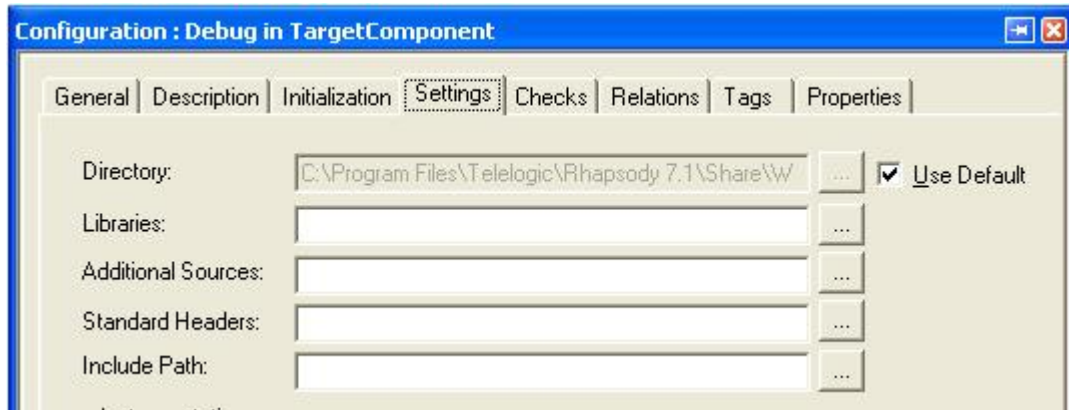 Configuration : Debug in TargetComponent
General Description Initialization Settings Checks Relations Tags Properties
Directory: C:\Program Files\Telelogic\Rhapsody 7.1\Share\W ... Use Default
Libraries: ...
Additional Sources: ...
Standard Headers: ...
Include Path: ...